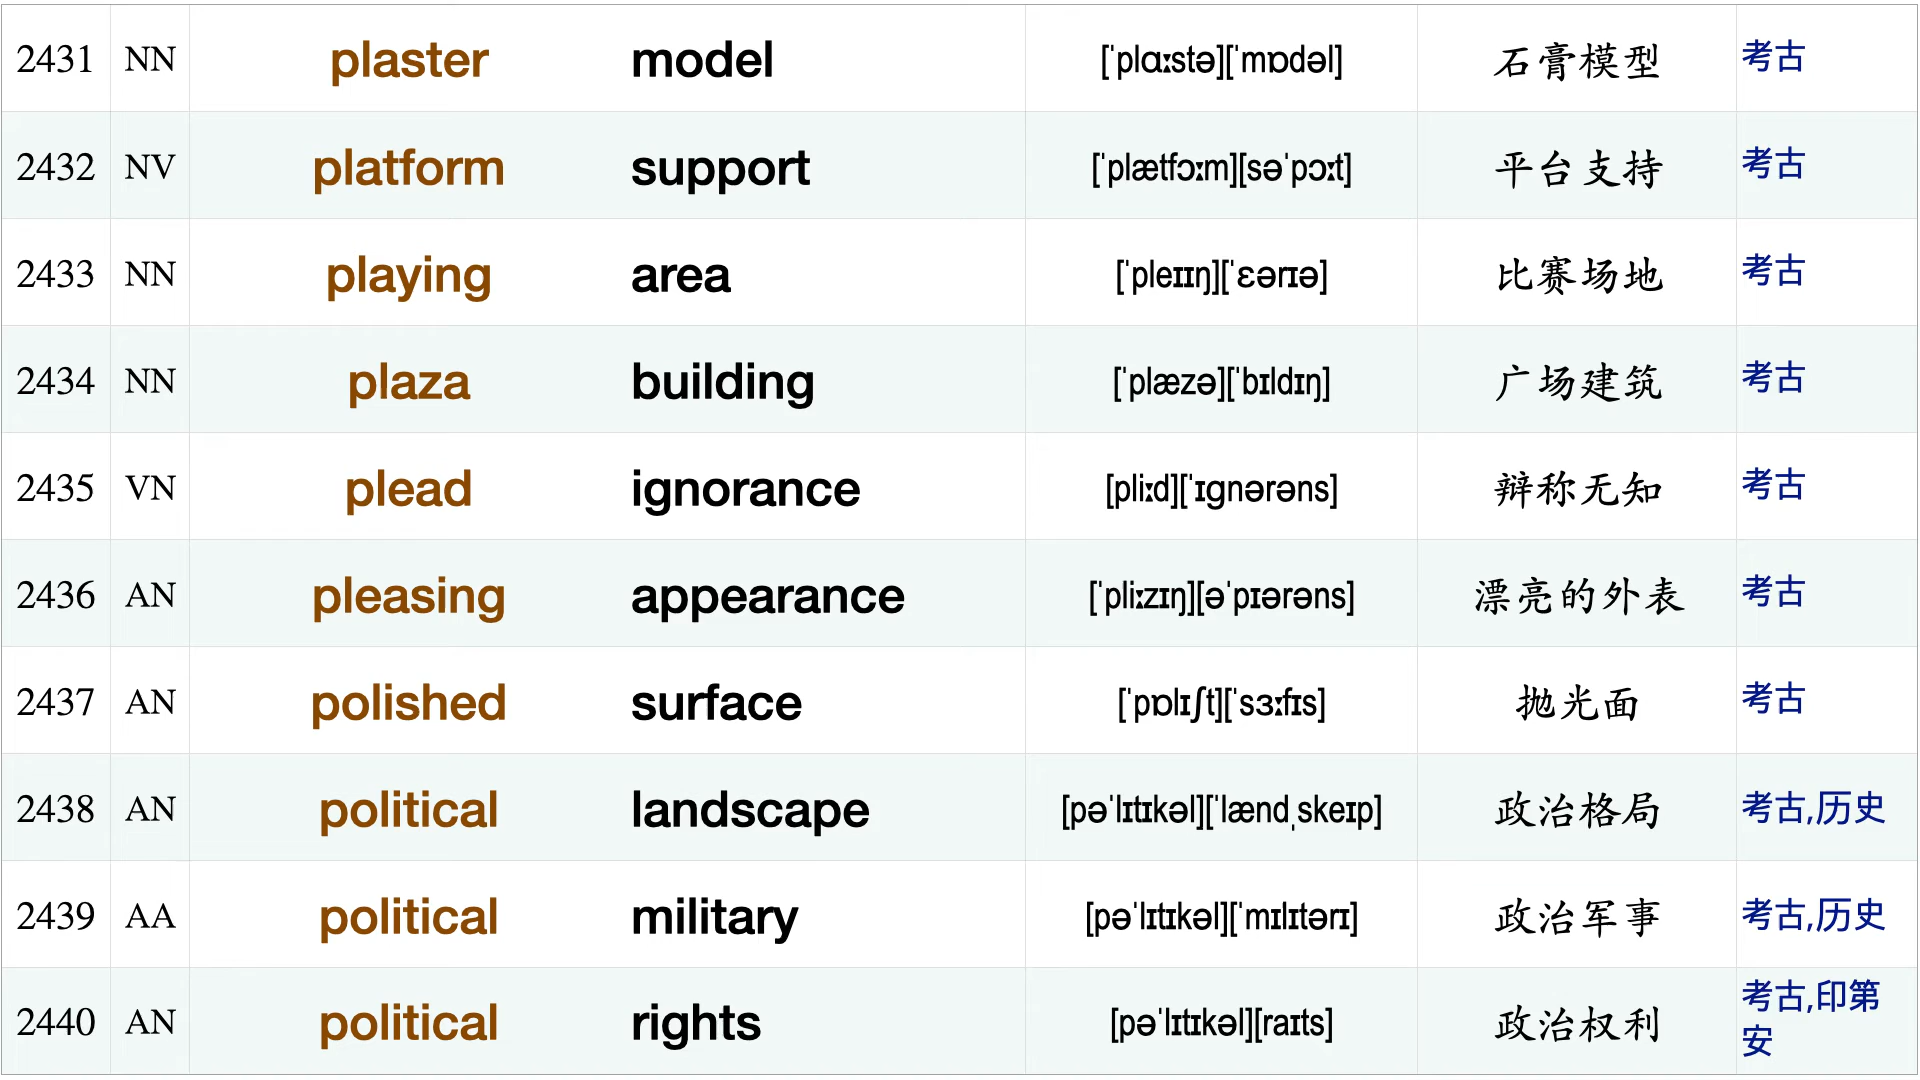 2431 NN plaster model [ˈplɑːstə][ˈmɒdəl] 石膏模型 考古
2432 NV platform support [ˈplætfɔːm][səˈpɔːt] 平台支持 考古
2433 NN playing area [ˈpleɪɪŋ][ˈɛərɪə] 比赛场地 考古
2434 NN plaza building [ˈplæzə][ˈbɪldɪŋ] 广场建筑 考古
2435 VN plead ignorance [pliːd][ˈɪɡnərəns] 辩称无知 考古
2436 AN pleasing appearance [ˈpliːzɪŋ][əˈpɪərəns] 漂亮的外表 考古
2437 AN polished surface [ˈpɒlɪʃt][ˈsɜːfɪs] 抛光面 考古
2438 AN political landscape [pəˈlɪtɪkəl][ˈlændˌskeɪp] 政治格局 考古,历史
2439 AA political military [pəˈlɪtɪkəl][ˈmɪlɪtərɪ] 政治军事 考古,历史
2440 AN political rights [pəˈlɪtɪkəl][raɪts] 政治权利 考古,印第
安